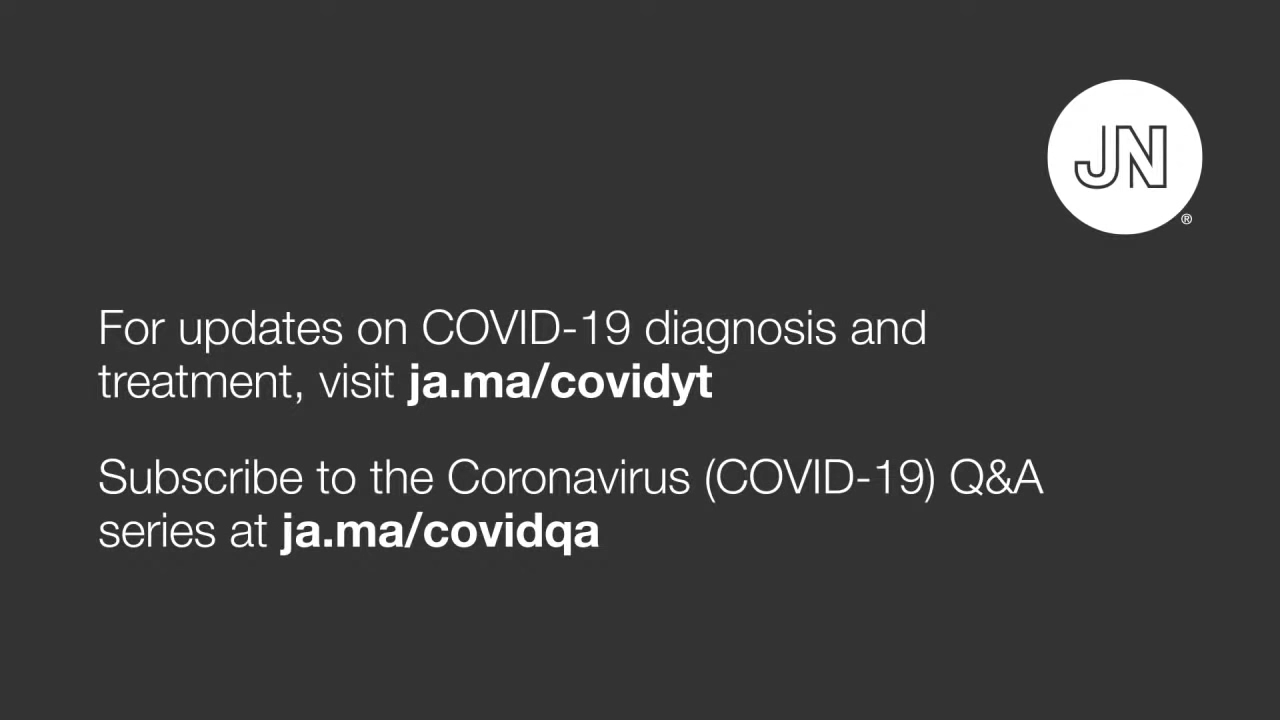 JN
®
For updates on COVID-19 diagnosis and
treatment, visit ja.ma/covidyt
Subscribe to the Coronavirus (COVID-19) Q&A
series at ja.ma/covidqa